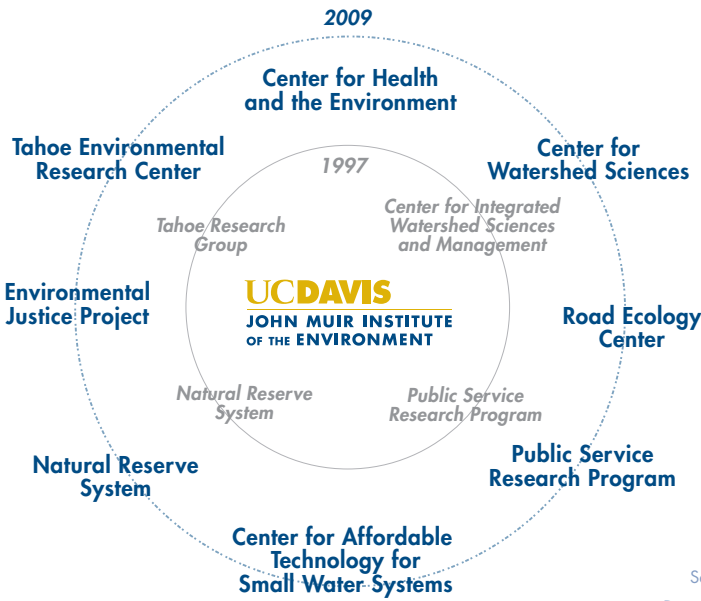 2009
Center for Health
and the Environment
Tahoe Environmental
Research Center
Center for
Watershed Sciences
1997
Tahoe Research
Group
Center for Integrated
Watershed Sciences
and Management
Environmental
Justice Project
UCDAVIS
JOHN MUIR INSTITUTE
OF THE ENVIRONMENT
Road Ecology
Center
Natural Reserve
System
Public Service
Research Program
Natural Reserve
System
Public Service
Research Program
Center for Affordable
Technology for
Small Water Systems